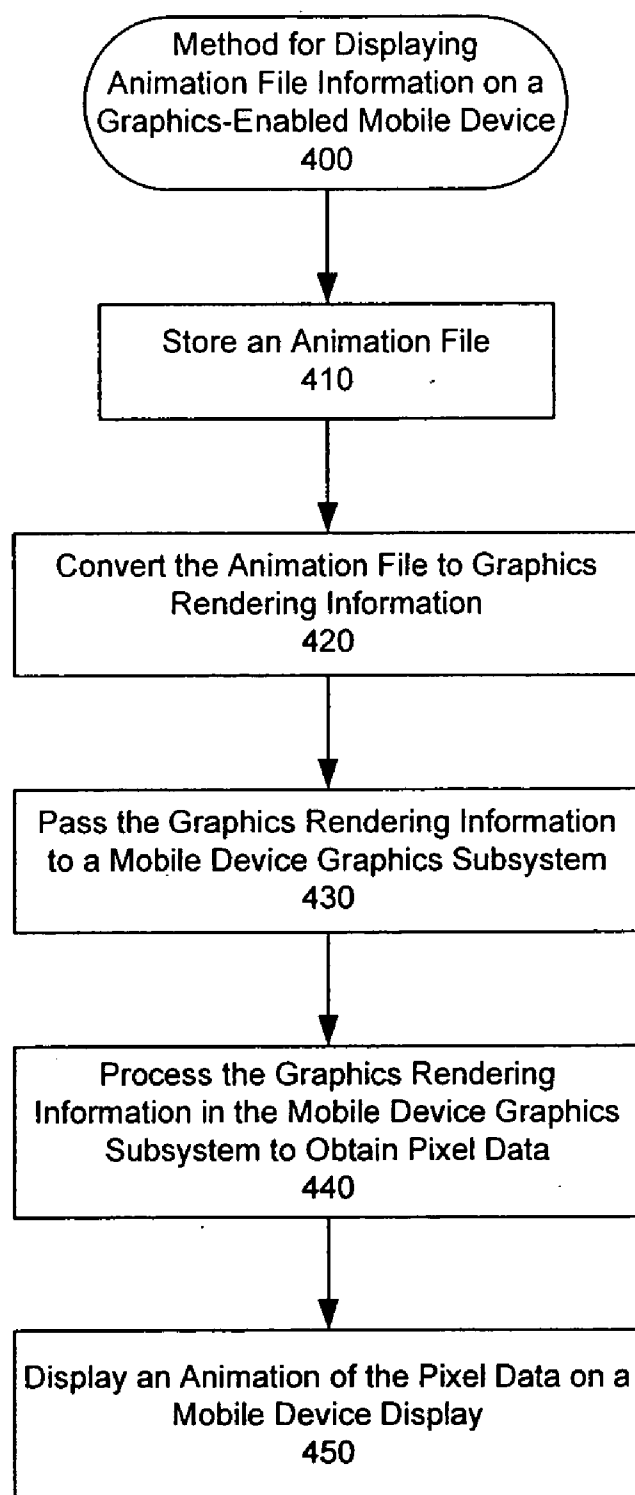 Method for Displaying
Animation File Information on a
Graphics-Enabled Mobile Device
400
Store an Animation File
410
Convert the Animation File to Graphics
Rendering Information
420
Pass the Graphics Rendering Information
to a Mobile Device Graphics Subsystem
430
Process the Graphics Rendering
Information in the Mobile Device Graphics
Subsystem to Obtain Pixel Data
440
Display an Animation of the Pixel Data on a
Mobile Device Display
450